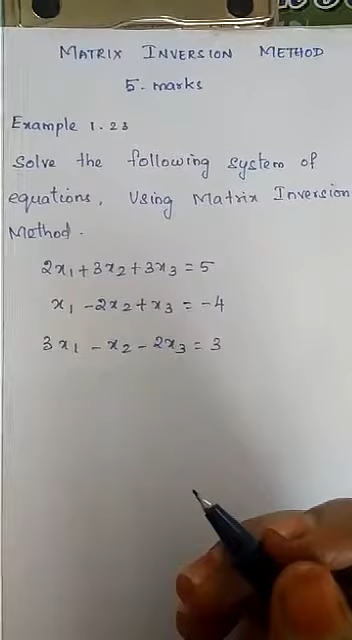 MATRIX INVERSION METHOD
5. marks
Example 1.23
Solve the following system of
equations, Using Matrix Inversion
Method.
2x₁ + 3x₂ + 3x₃ = 5
x₁ - 2x₂ + x₃ = -4
3x₁ - x₂ - 2x₃ = 3